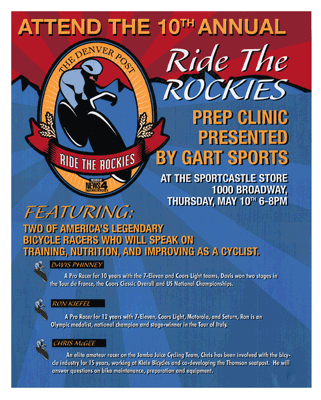 ATTEND THE 10TH ANNUAL
Ride The
ROCKIES
THE DENVER POST
RIDE THE ROCKIES
NEWS4
PREP CLINIC
PRESENTED
BY GART SPORTS
AT THE SPORTCASTLE STORE
1000 BROADWAY,
THURSDAY, MAY 10TH 6-8PM
FEATURING:
TWO OF AMERICA'S LEGENDARY
BICYCLE RACERS WHO WILL SPEAK ON
TRAINING, NUTRITION, AND IMPROVING AS A CYCLIST.
DAVIS PHINNEY
A Pro Racer for 10 years with the 7-Eleven and Coors Light teams, Davis won two stages in
the Tour de France, the Coors Classic Overall and US National Championships.
RON KIEFEL
A Pro Racer for 12 years with 7-Eleven, Coors Light, Motorola, and Saturn, Ron is an
Olympic medalist, national champion and stage-winner in the Tour of Italy.
CHRIS McGEE
An elite amateur racer on the Jamba Juice Cycling Team, Chris has been involved with the bicy-
cle industry for 15 years, working at Klein Bicycles and co-developing the Thomson seatpost. He will
answer questions on bike maintenance, preparation and equipment.